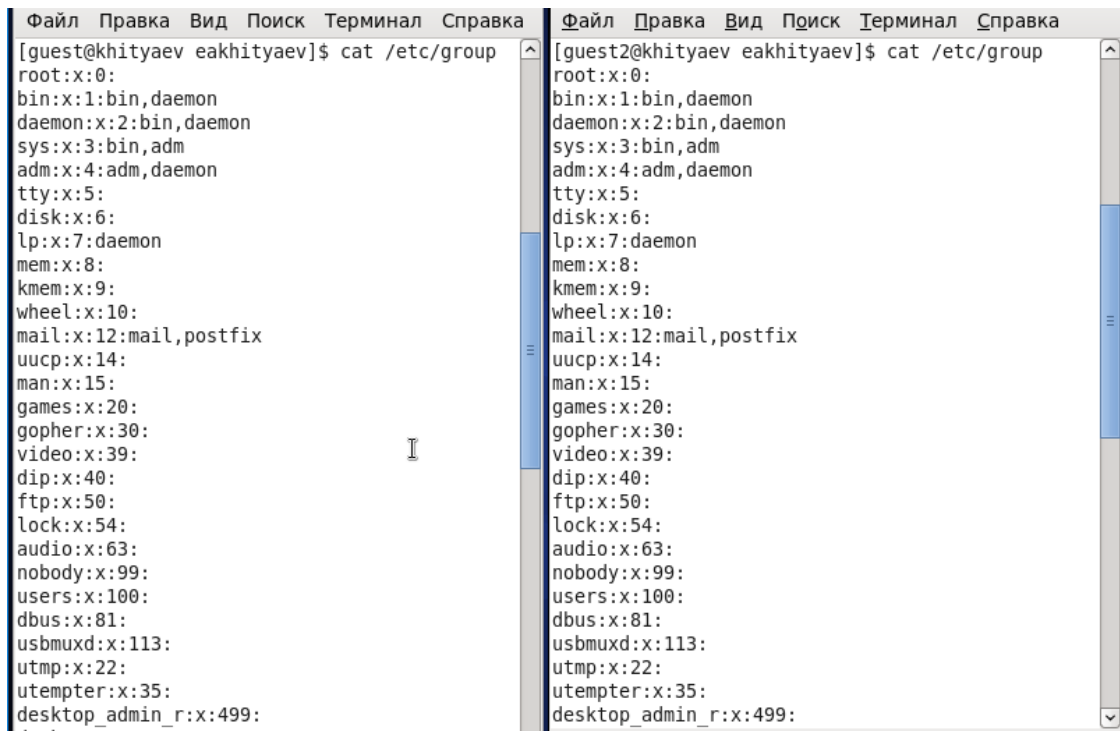 Файл Правка Вид Поиск Терминал Справка
[guest@khityaev eakhityaev]$ cat /etc/group
root:x:0:
bin:x:1:bin,daemon
daemon:x:2:bin,daemon
sys:x:3:bin,adm
adm:x:4:adm,daemon
tty:x:5:
disk:x:6:
lp:x:7:daemon
mem:x:8:
kmem:x:9:
wheel:x:10:
mail:x:12:mail,postfix
uucp:x:14:
man:x:15:
games:x:20:
gopher:x:30:
video:x:39:
dip:x:40:
ftp:x:50:
lock:x:54:
audio:x:63:
nobody:x:99:
users:x:100:
dbus:x:81:
usbmuxd:x:113:
utmp:x:22:
utempter:x:35:
desktop_admin_r:x:499:
Файл Правка Вид Поиск Терминал Справка
[guest2@khityaev eakhityaev]$ cat /etc/group
root:x:0:
bin:x:1:bin,daemon
daemon:x:2:bin,daemon
sys:x:3:bin,adm
adm:x:4:adm,daemon
tty:x:5:
disk:x:6:
lp:x:7:daemon
mem:x:8:
kmem:x:9:
wheel:x:10:
mail:x:12:mail,postfix
uucp:x:14:
man:x:15:
games:x:20:
gopher:x:30:
video:x:39:
dip:x:40:
ftp:x:50:
lock:x:54:
audio:x:63:
nobody:x:99:
users:x:100:
dbus:x:81:
usbmuxd:x:113:
utmp:x:22:
utempter:x:35:
desktop_admin_r:x:499: